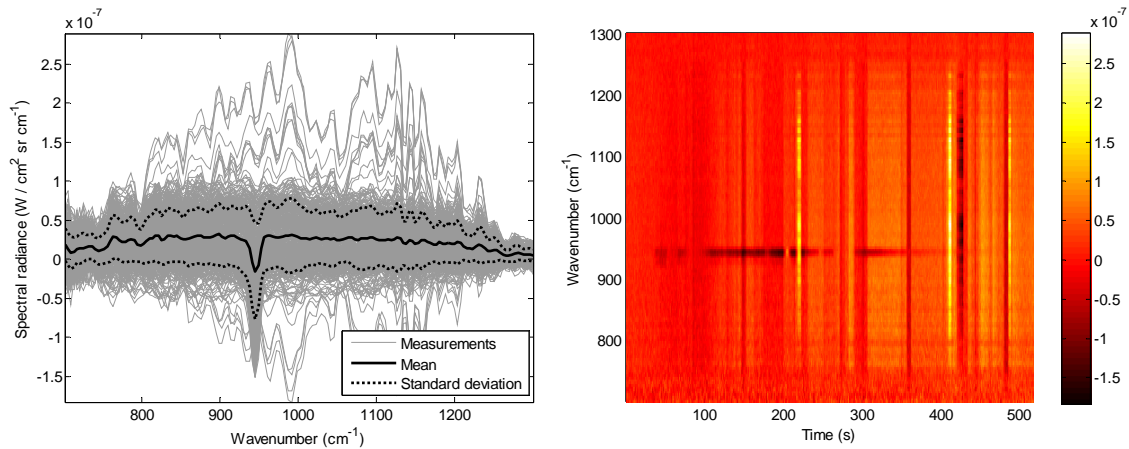 x 10⁻⁷
2.5
2
1.5
1
0.5
0
-0.5
-1
-1.5
Spectral radiance (W / cm² sr cm⁻¹)
800 900 1000 1100 1200
Wavenumber (cm⁻¹)
Measurements
Mean
Standard deviation
1300
1200
1100
1000
900
800
Wavenumber (cm⁻¹)
100 200 300 400 500
Time (s)
x 10⁻⁷
2.5
2
1.5
1
0.5
0
-0.5
-1
-1.5